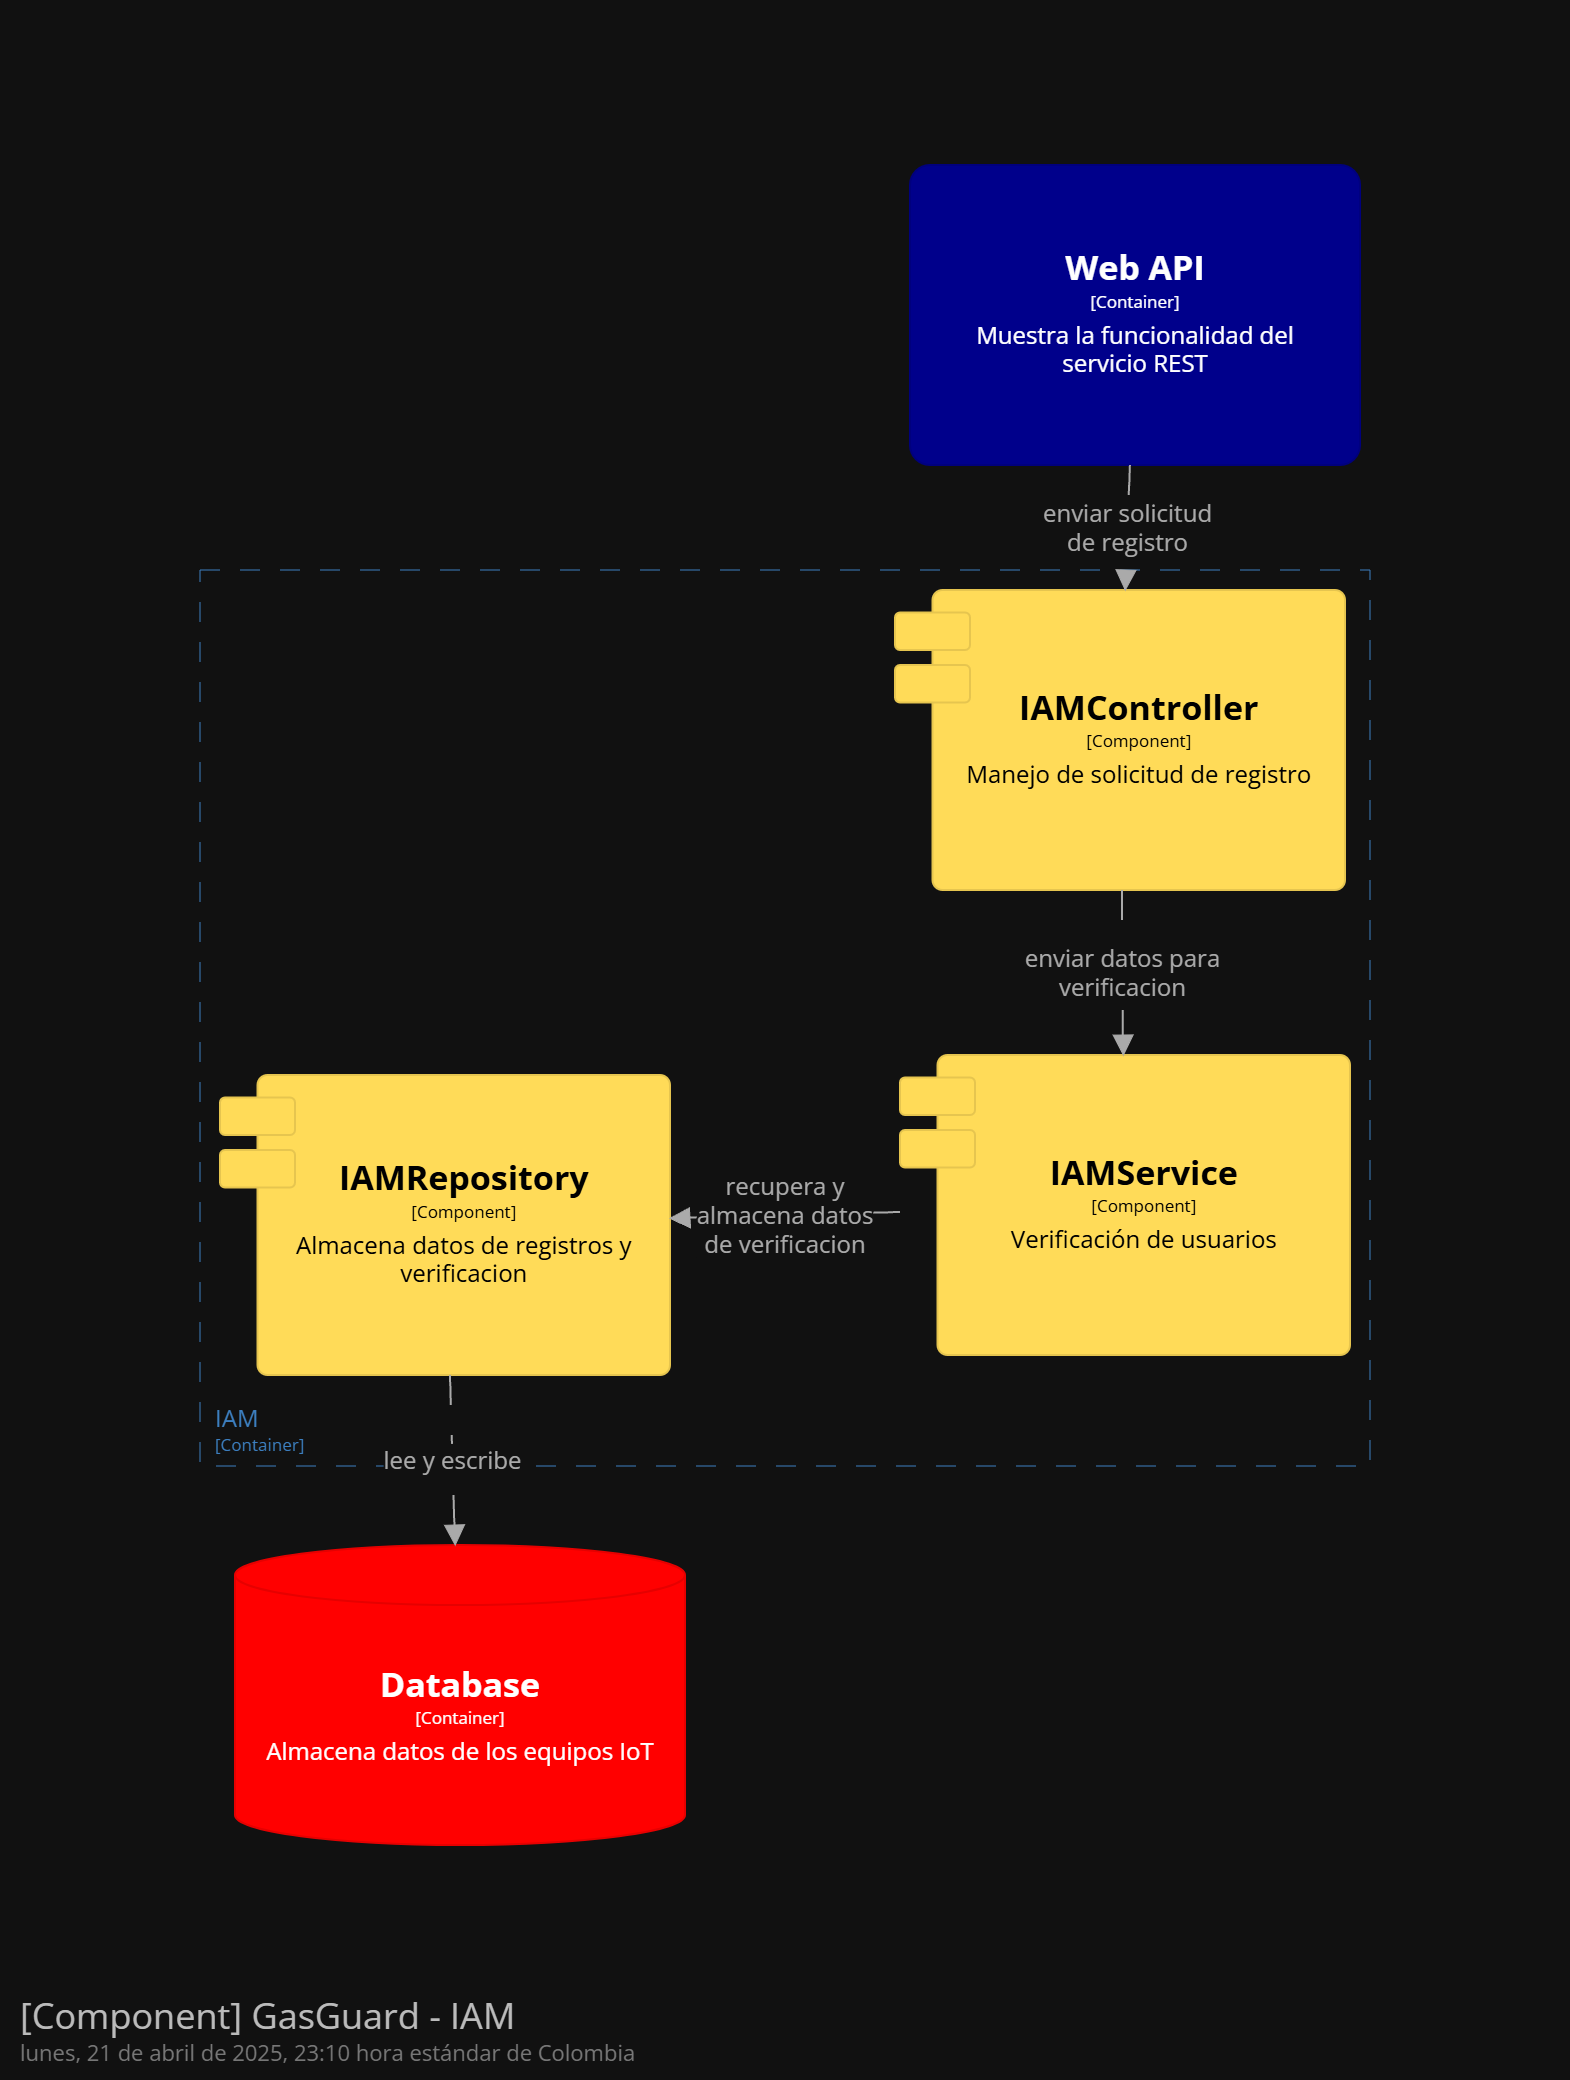 Web API
[Container]
Muestra la funcionalidad del
servicio REST
enviar solicitud
de registro
IAMController
[Component]
Manejo de solicitud de registro
enviar datos para
verificacion
IAMService
[Component]
Verificación de usuarios
recupera y
almacena datos
de verificacion
IAMRepository
[Component]
Almacena datos de registros y
verificacion
IAM
[Container]
lee y escribe
Database
[Container]
Almacena datos de los equipos IoT
[Component] GasGuard - IAM
lunes, 21 de abril de 2025, 23:10 hora estándar de Colombia